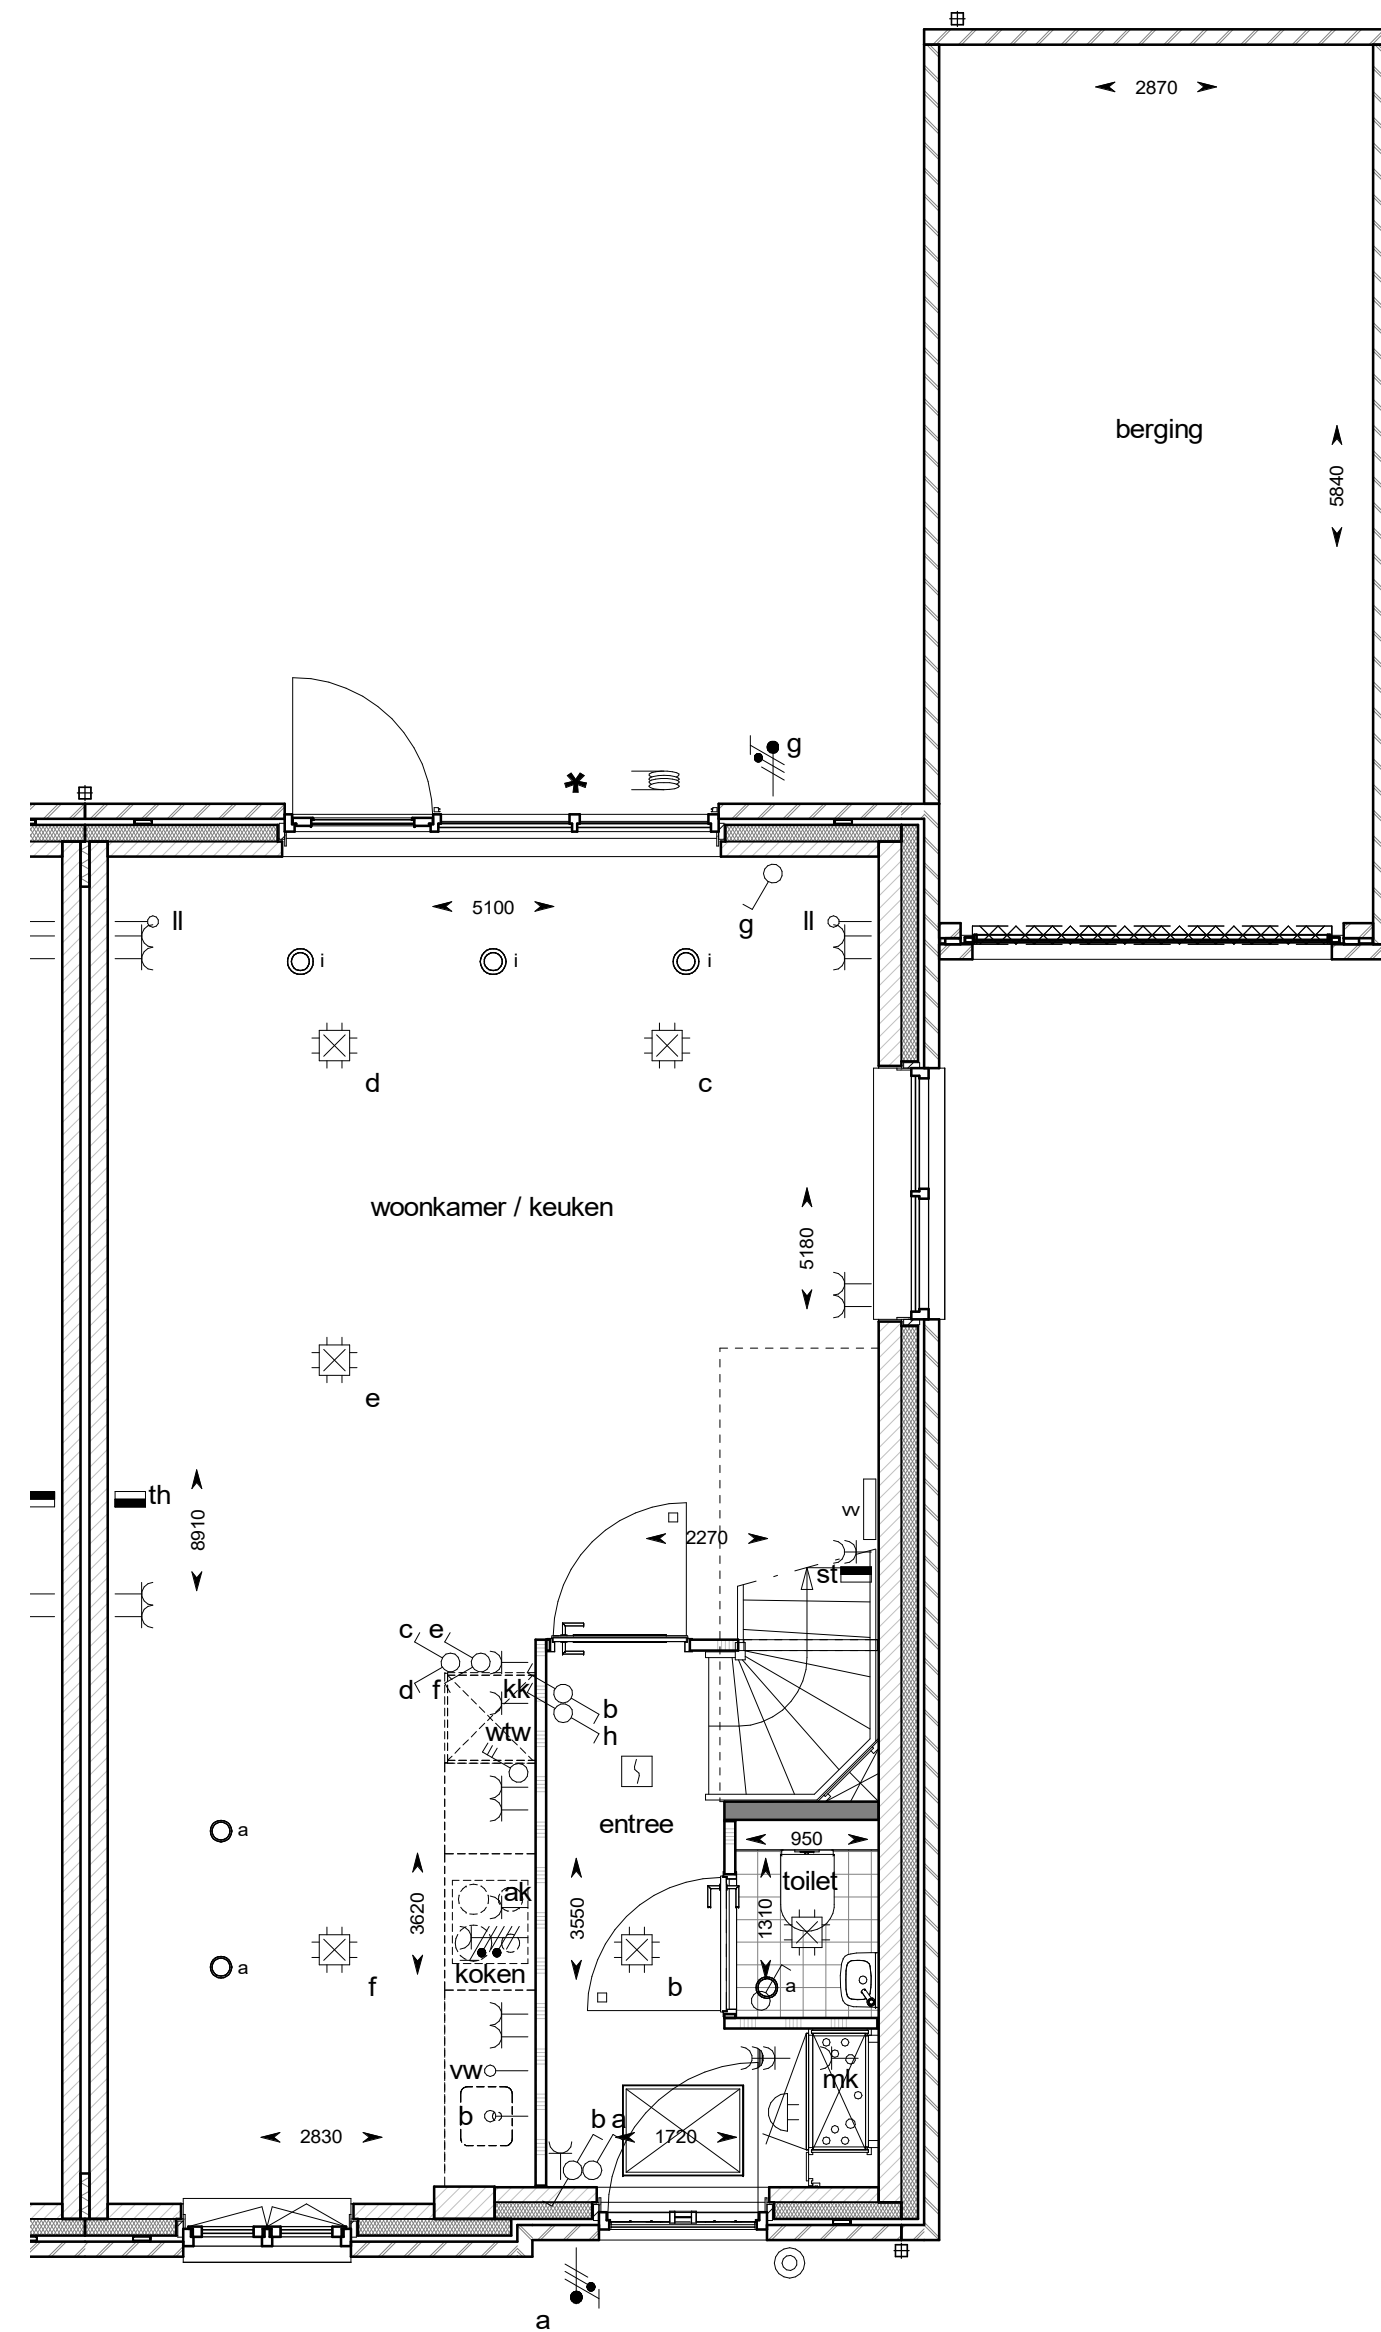 2870
berging
5840
g
*
5100
g
ll
ll
i
i
i
d
c
woonkamer / keuken
5180
e
th
8910
vv
2270
st
c e
d f
kk
b
h
wtw
entree
a
950
toilet
1310
3620
ak
3550
koken
f
b
a
a
vw
mk
b
b a
2830
1720
a